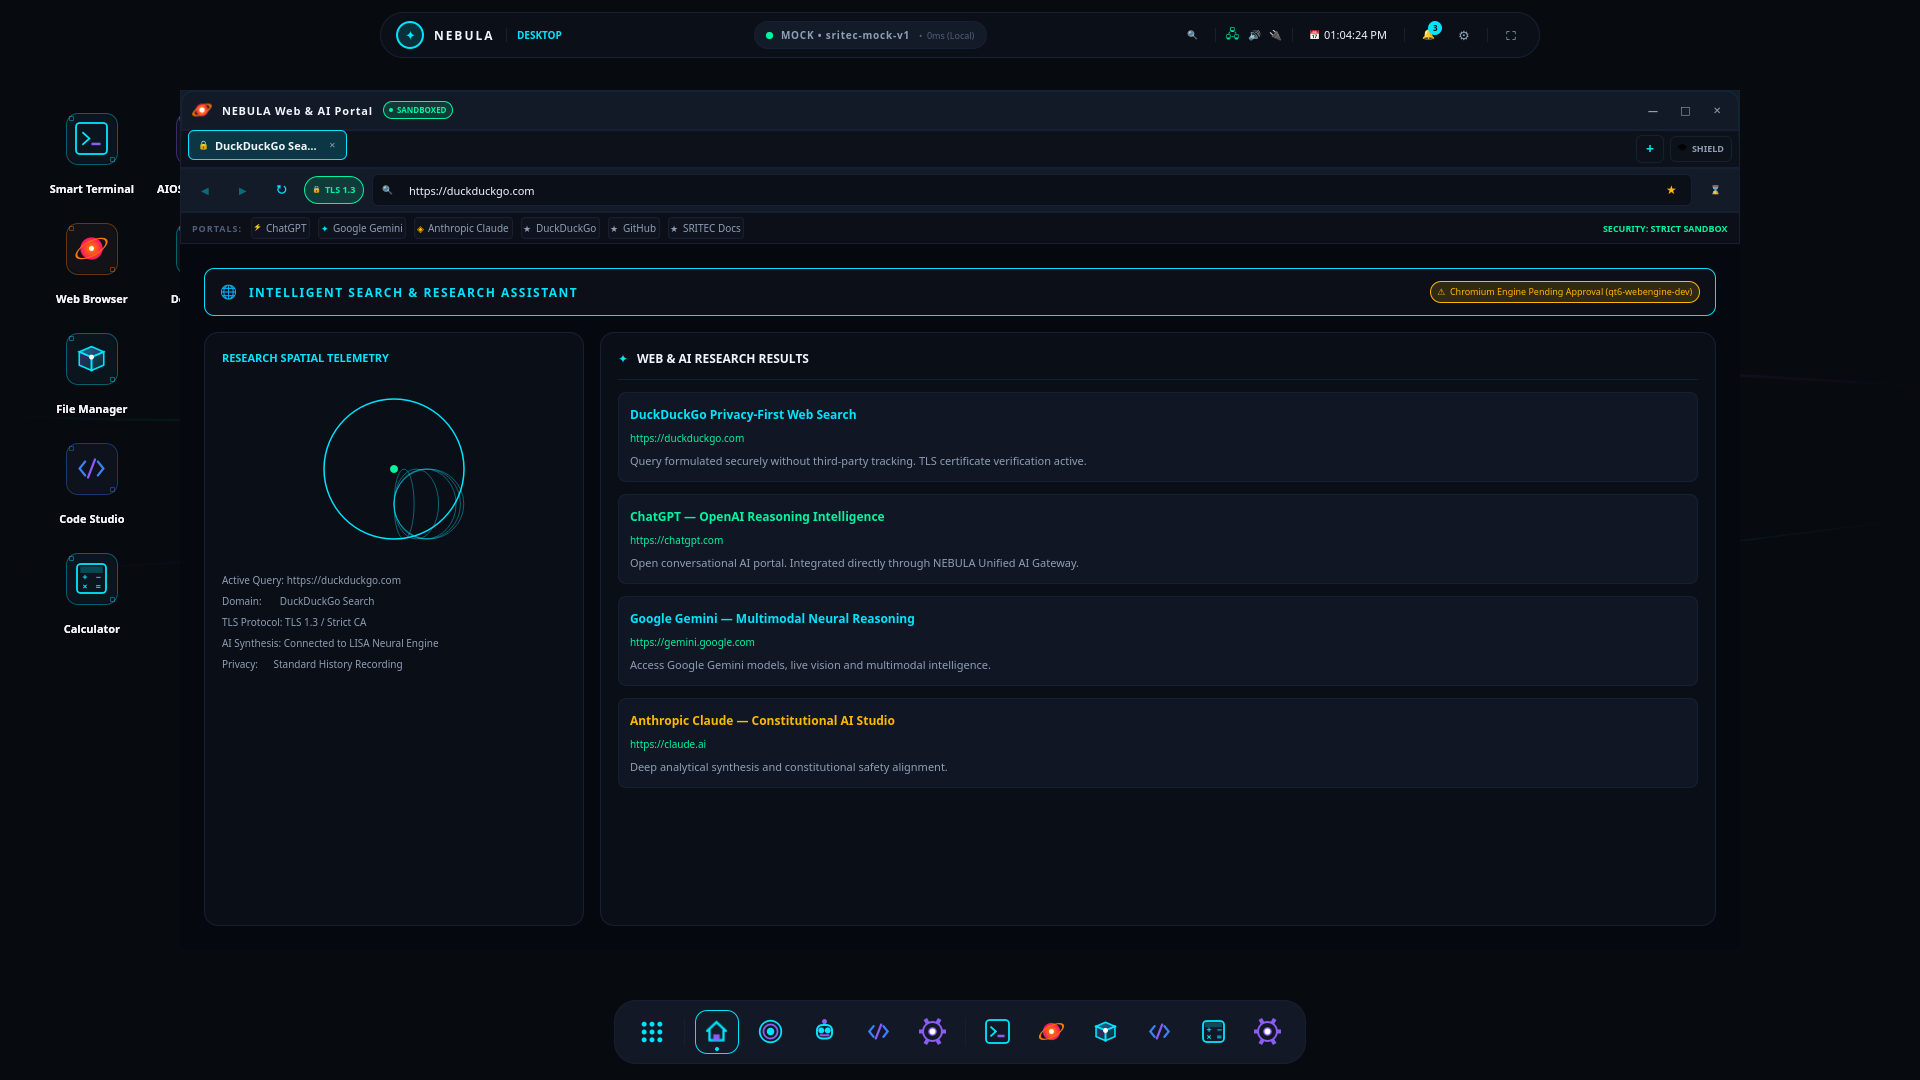 NEBULA DESKTOP MOCK • sritec-mock-v1 • 0ms (Local) 01:04:24 PM 3
NEBULA Web & AI Portal SANDBOXED
DuckDuckGo Sea... SHIELD
TLS 1.3 https://duckduckgo.com
PORTALS: ChatGPT Google Gemini Anthropic Claude DuckDuckGo GitHub SRITEC Docs SECURITY: STRICT SANDBOX
Smart Terminal
Web Browser
File Manager
Code Studio
Calculator
INTELLIGENT SEARCH & RESEARCH ASSISTANT
Chromium Engine Pending Approval (qt6-webengine-dev)
RESEARCH SPATIAL TELEMETRY
Active Query: https://duckduckgo.com
Domain: DuckDuckGo Search
TLS Protocol: TLS 1.3 / Strict CA
AI Synthesis: Connected to LISA Neural Engine
Privacy: Standard History Recording
WEB & AI RESEARCH RESULTS
DuckDuckGo Privacy-First Web Search
https://duckduckgo.com
Query formulated securely without third-party tracking. TLS certificate verification active.
ChatGPT — OpenAI Reasoning Intelligence
https://chatgpt.com
Open conversational AI portal. Integrated directly through NEBULA Unified AI Gateway.
Google Gemini — Multimodal Neural Reasoning
https://gemini.google.com
Access Google Gemini models, live vision and multimodal intelligence.
Anthropic Claude — Constitutional AI Studio
https://claude.ai
Deep analytical synthesis and constitutional safety alignment.